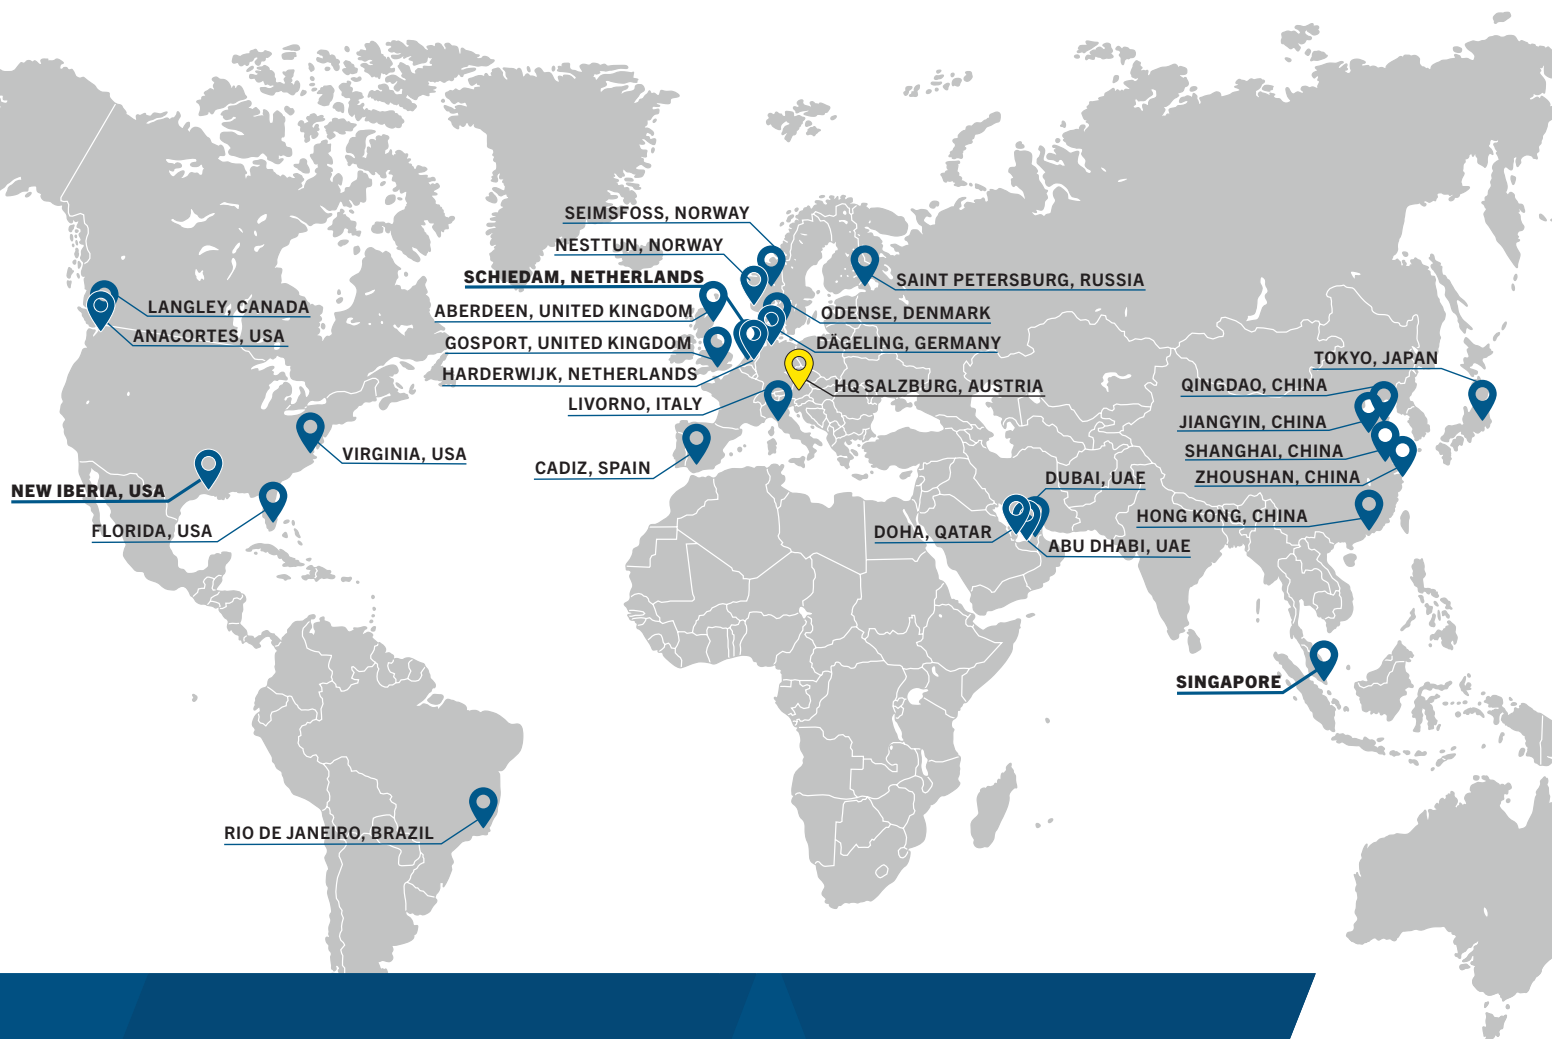 SEIMSFOSS, NORWAY
NESTTUN, NORWAY
SCHIEDAM, NETHERLANDS
SAINT PETERSBURG, RUSSIA
LANGLEY, CANADA
ABERDEEN, UNITED KINGDOM
ODENSE, DENMARK
ANACORTES, USA
GOSPORT, UNITED KINGDOM
DÄGELING, GERMANY
TOKYO, JAPAN
HARDERWIJK, NETHERLANDS
HQ SALZBURG, AUSTRIA
QINGDAO, CHINA
LIVORNO, ITALY
JIANGYIN, CHINA
VIRGINIA, USA
SHANGHAI, CHINA
CADIZ, SPAIN
ZHOUSHAN, CHINA
DUBAI, UAE
NEW IBERIA, USA
HONG KONG, CHINA
FLORIDA, USA
DOHA, QATAR
ABU DHABI, UAE
SINGAPORE
RIO DE JANEIRO, BRAZIL